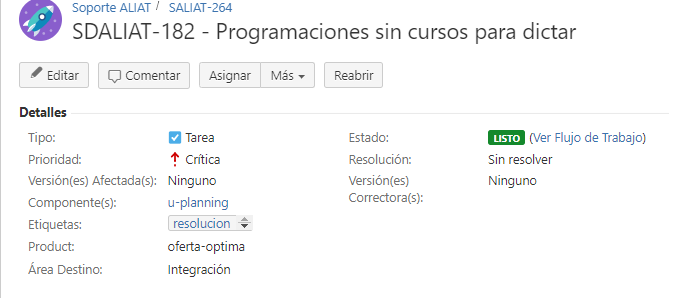 Soporte ALIAT / SALIAT-264
SDALIAT-182 - Programaciones sin cursos para dictar
Editar Comentar Asignar Más Reabrir
Detalles
Tipo: Tarea Estado: LISTO (Ver Flujo de Trabajo)
Prioridad: Crítica Resolución: Sin resolver
Versión(es) Afectada(s): Ninguno Versión(es) Ninguno
Componente(s): u-planning Correctora(s):
Etiquetas: resolucion
Product: oferta-optima
Área Destino: Integración